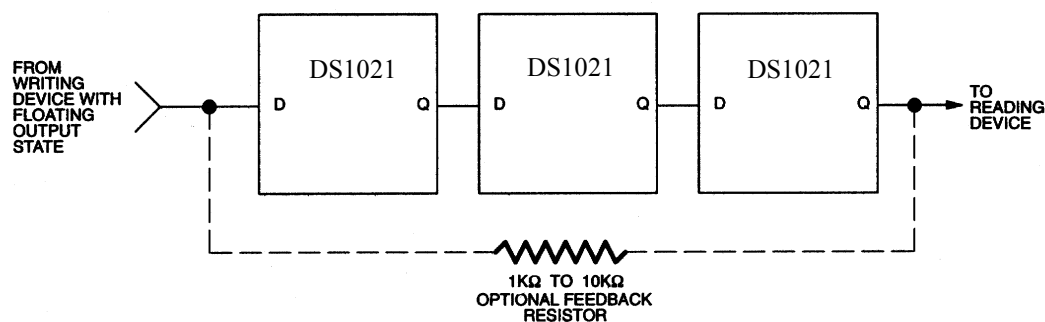 FROM
WRITING
DEVICE WITH
FLOATING
OUTPUT
STATE
DS1021
D
Q
DS1021
D
Q
DS1021
D
Q
TO
READING
DEVICE
1KΩ TO 10KΩ
OPTIONAL FEEDBACK
RESISTOR